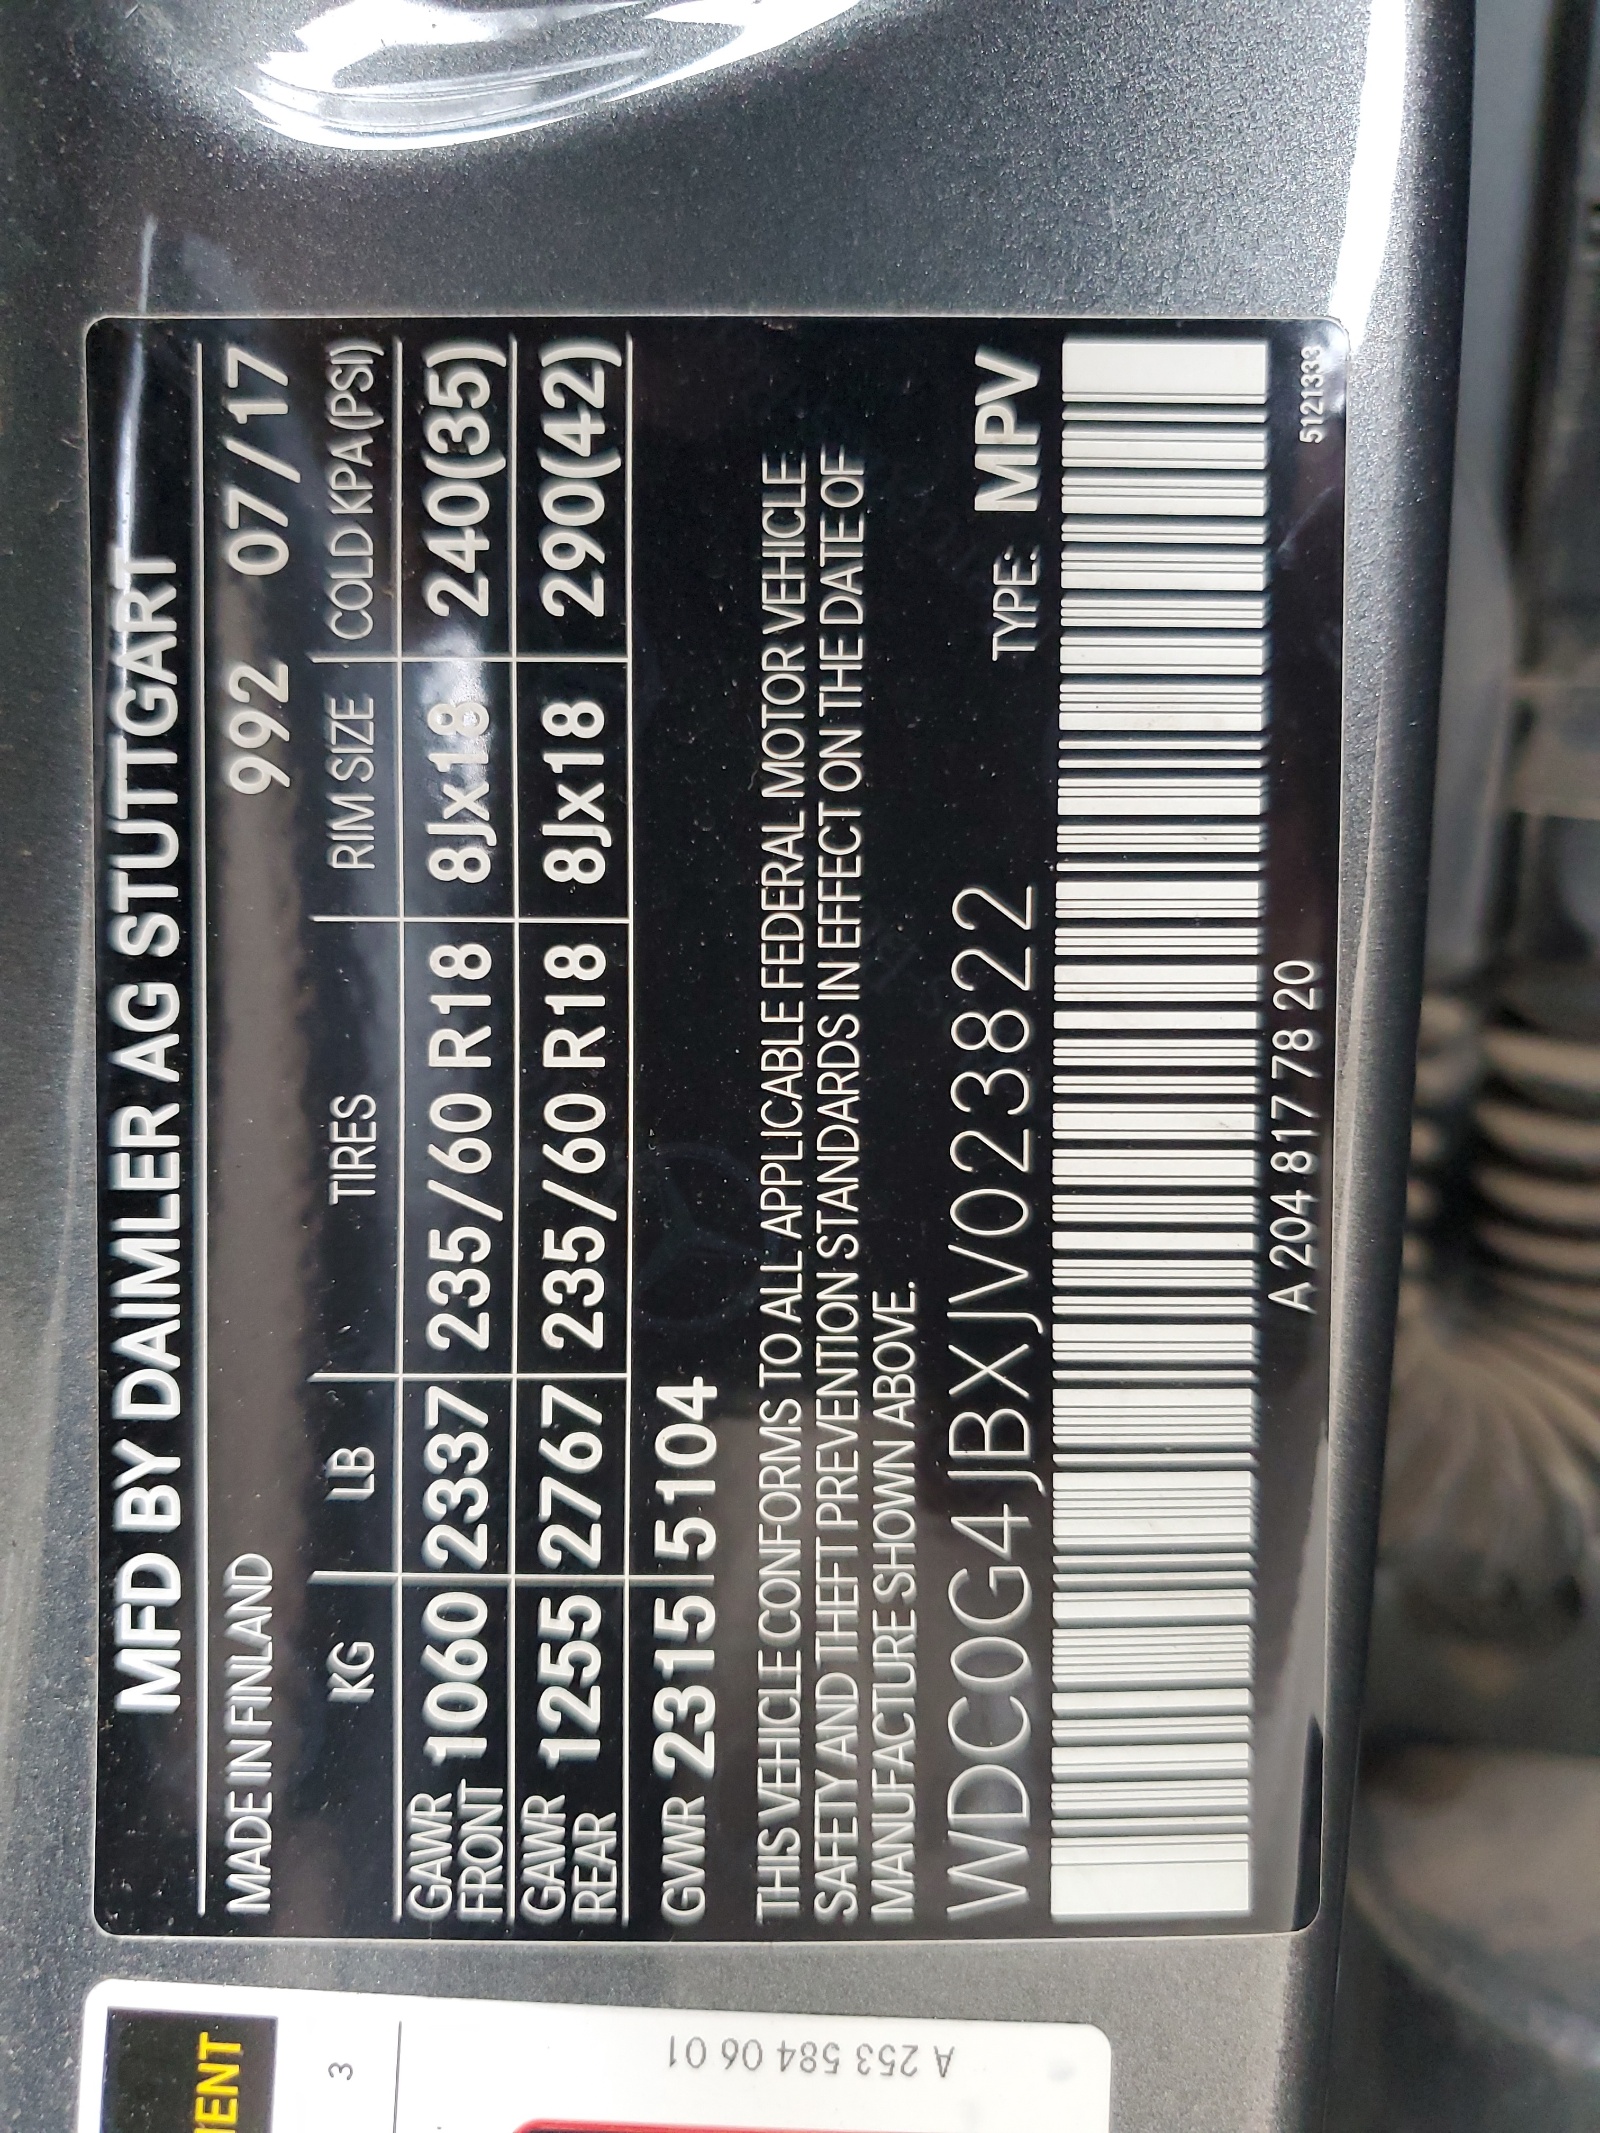 MFD BY DAIMLER AG STUTTGART
MADE IN FINLAND 992 07/17
KG LB TIRES RIM SIZE COLD KPA(PSI)
GAWR FRONT 1060 2337 235/60 R18 8Jx18 240(35)
GAWR REAR 1255 2767 235/60 R18 8Jx18 290(42)
GVWR 2315 5104
THIS VEHICLE CONFORMS TO ALL APPLICABLE FEDERAL MOTOR VEHICLE
SAFETY AND THEFT PREVENTION STANDARDS IN EFFECT ON THE DATE OF
MANUFACTURE SHOWN ABOVE.
WDC0G4JBXJV023822 TYPE: MPV
A 204 817 78 20
5121333
3
A 253 584 06 01